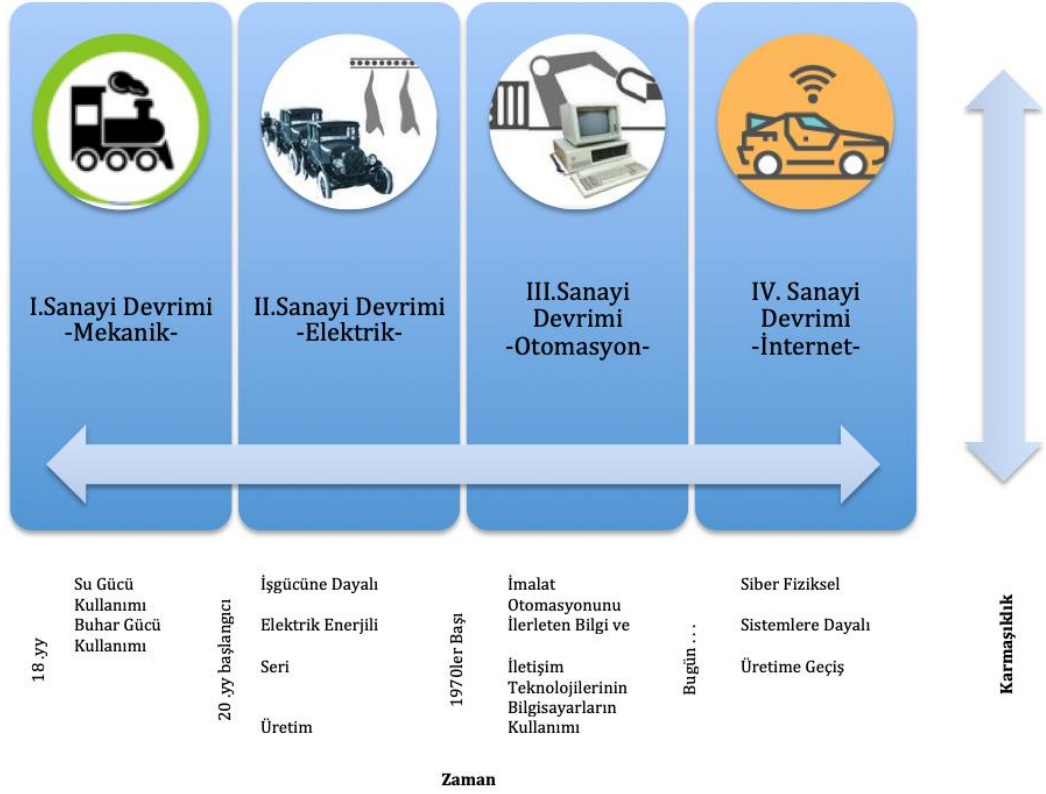 I.Sanayi Devrimi
-Mekanik-
II.Sanayi Devrimi
-Elektrik-
III.Sanayi
Devrimi
-Otomasyon-
IV. Sanayi
Devrimi
-İnternet-
18.yy
Su Gücü
Kullanımı
Buhar Gücü
Kullanımı
20 .yy başlangıcı
İşgücüne Dayalı
Elektrik Enerjili
Seri
Üretim
1970ler Başı
İmalat
Otomasyonunu
İlerleten Bilgi ve
İletişim
Teknolojilerinin
Bilgisayarların
Kullanımı
Bugün . . .
Siber Fiziksel
Sistemlere Dayalı
Üretime Geçiş
Karmaşıklık
Zaman